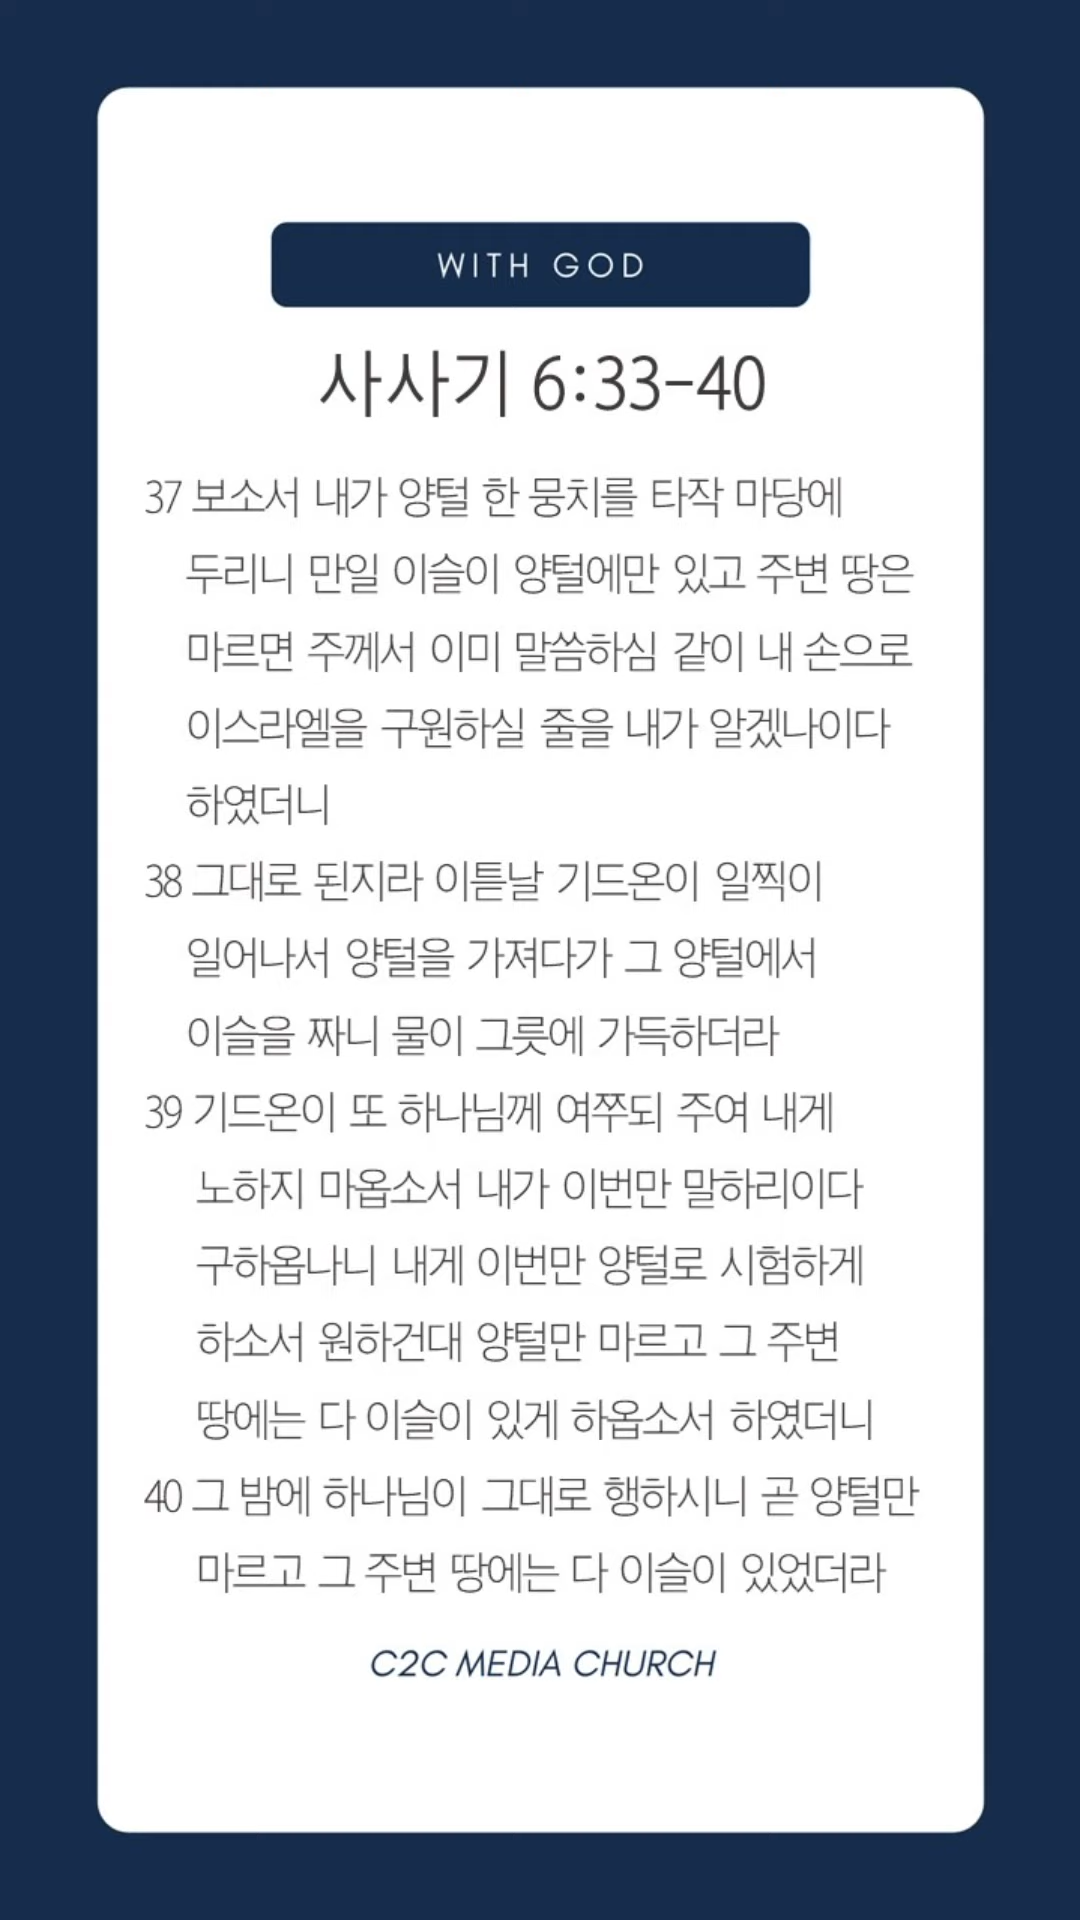 WITH GOD
사사기 6:33-40
37 보소서 내가 양털 한 뭉치를 타작 마당에
두리니 만일 이슬이 양털에만 있고 주변 땅은
마르면 주께서 이미 말씀하심 같이 내 손으로
이스라엘을 구원하실 줄을 내가 알겠나이다
하였더니
38 그대로 된지라 이튿날 기드온이 일찍이
일어나서 양털을 가져다가 그 양털에서
이슬을 짜니 물이 그릇에 가득하더라
39 기드온이 또 하나님께 여쭈되 주여 내게
노하지 마옵소서 내가 이번만 말하리이다
구하옵나니 내게 이번만 양털로 시험하게
하소서 원하건대 양털만 마르고 그 주변
땅에는 다 이슬이 있게 하옵소서 하였더니
40 그 밤에 하나님이 그대로 행하시니 곧 양털만
마르고 그 주변 땅에는 다 이슬이 있었더라
C2C MEDIA CHURCH